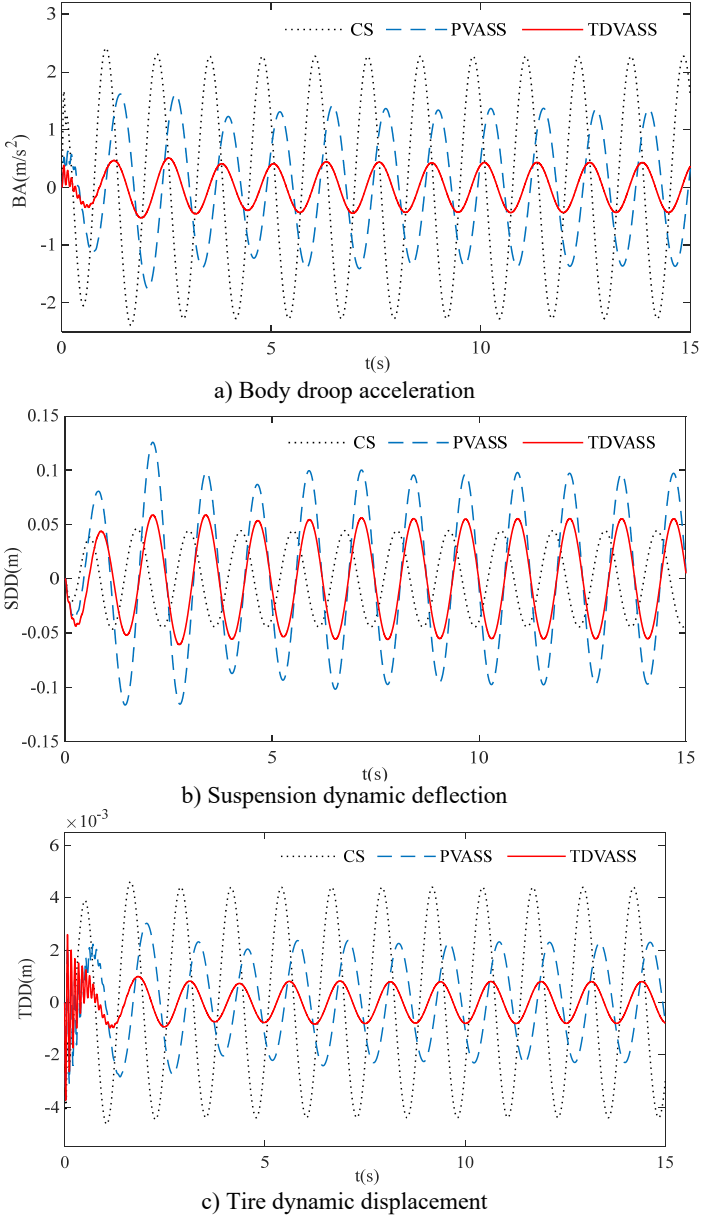 3
2
1
0
-1
-2
BA(m/s²)
CS PVASS TDVASS
0 5 10 15
t(s)
a) Body droop acceleration
0.15
0.1
0.05
0
-0.05
-0.1
-0.15
SDD(m)
CS PVASS TDVASS
0 5 10 15
t(s)
b) Suspension dynamic deflection
×10⁻³
6
4
2
0
-2
-4
TDD(m)
CS PVASS TDVASS
0 5 10 15
t(s)
c) Tire dynamic displacement